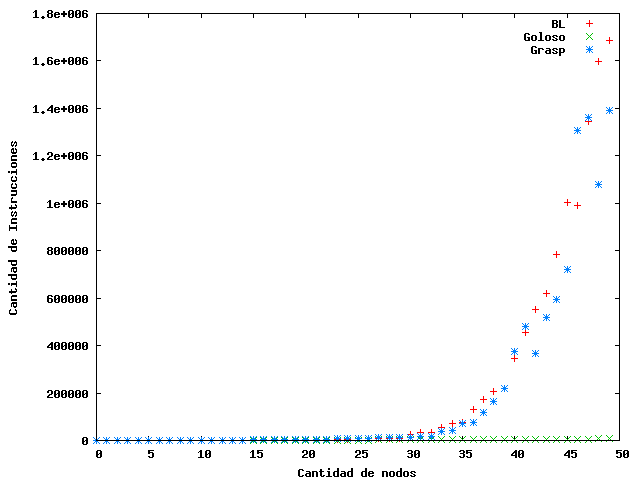 1.8e+006
1.6e+006
1.4e+006
1.2e+006
1e+006
800000
600000
400000
200000
0
Cantidad de Instrucciones
BL
Goloso
Grasp
0 5 10 15 20 25 30 35 40 45 50
Cantidad de nodos